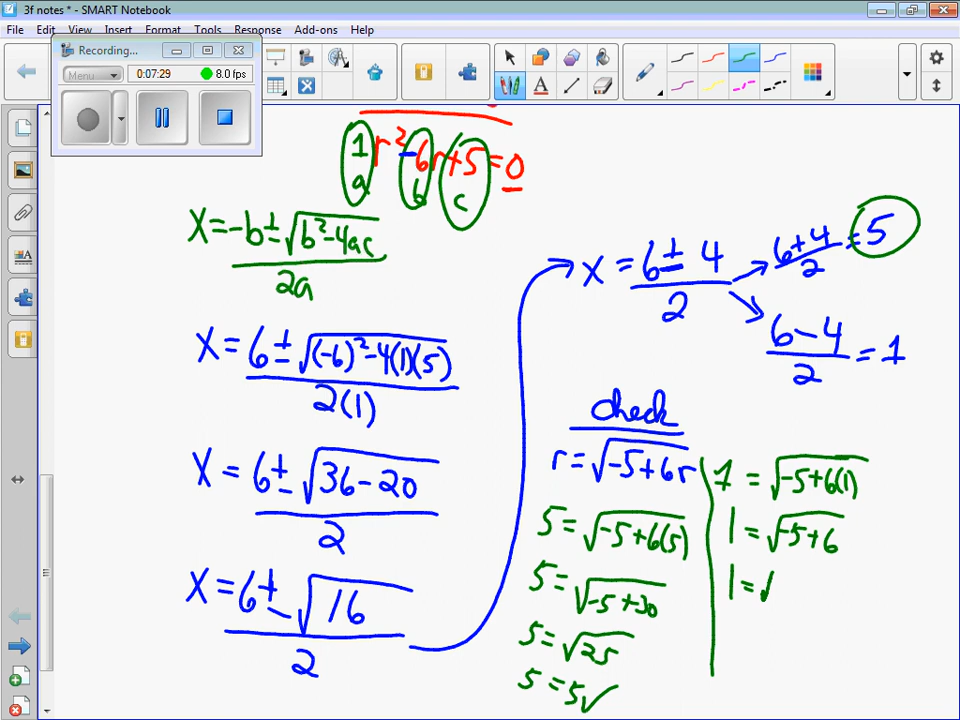 3f notes * - SMART Notebook
File Edit View Insert Format Tools Response Add-ons Help
Recording...
Menu 0:07:29 8.0 fps
1r²-6r+5=0
a b c
X=-b±√b²-4ac
2a
X=6±√(-6)²-4(1)(5)
2(1)
X=6±√36-20
2
X=6±√16
2
x=6±4
2
6+4=5
2
6-4=1
2
check
r=√-5+6r
5=√-5+6(5)
5=√-5+30
5=√25
5=5✓
1=√-5+6(1)
1=√-5+6
1=√